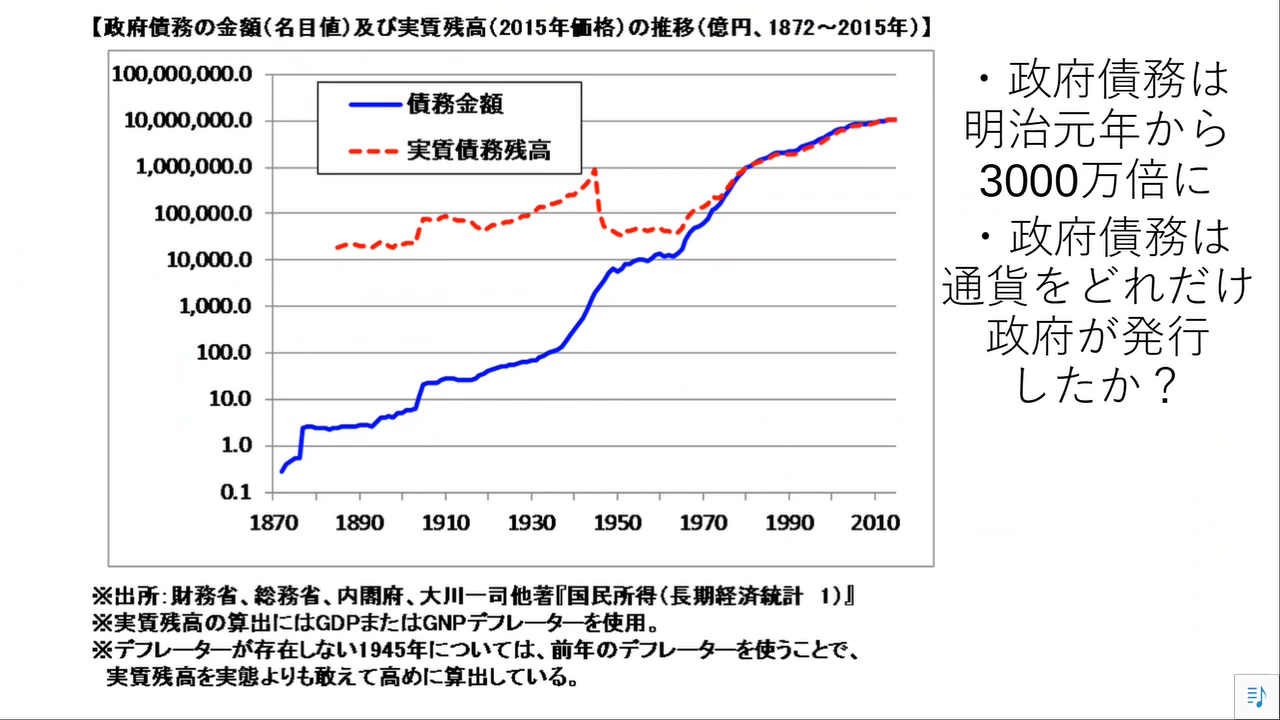 【政府債務の金額(名目値)及び実質残高(2015年価格)の推移(億円、1872〜2015年)】
100,000,000.0
10,000,000.0
1,000,000.0
100,000.0
10,000.0
1,000.0
100.0
10.0
1.0
0.1
債務金額
実質債務残高
1870 1890 1910 1930 1950 1970 1990 2010
※出所:財務省、総務省、内閣府、大川一司他著『国民所得(長期経済統計 1)』
※実質残高の算出にはGDPまたはGNPデフレーターを使用。
※デフレーターが存在しない1945年については、前年のデフレーターを使うことで、
実質残高を実態よりも敢えて高めに算出している。
・政府債務は
明治元年から
3000万倍に
・政府債務は
通貨をどれだけ
政府が発行
したか？